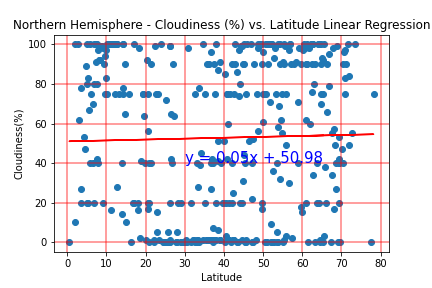 Northern Hemisphere - Cloudiness (%) vs. Latitude Linear Regression
100
80
60
40
20
0
Cloudiness(%)
y = 0.05x + 50.98
0 10 20 30 40 50 60 70 80
Latitude